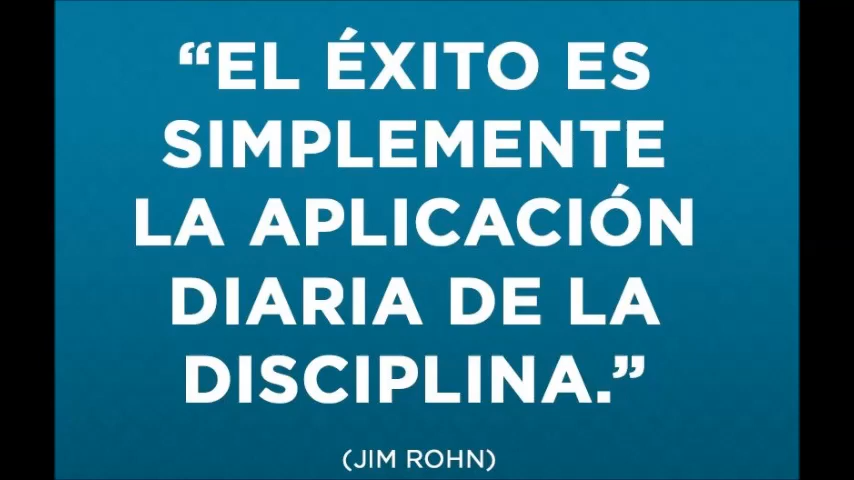 “EL ÉXITO ES
SIMPLEMENTE
LA APLICACIÓN
DIARIA DE LA
DISCIPLINA.”
(JIM ROHN)